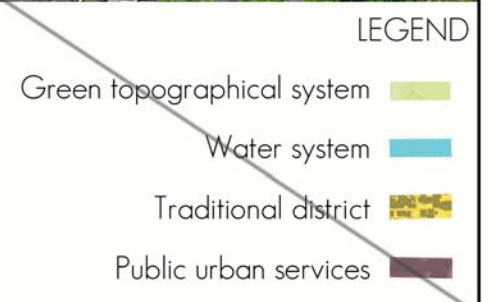 LEGEND
Green topographical system
Water system
Traditional district
Public urban services